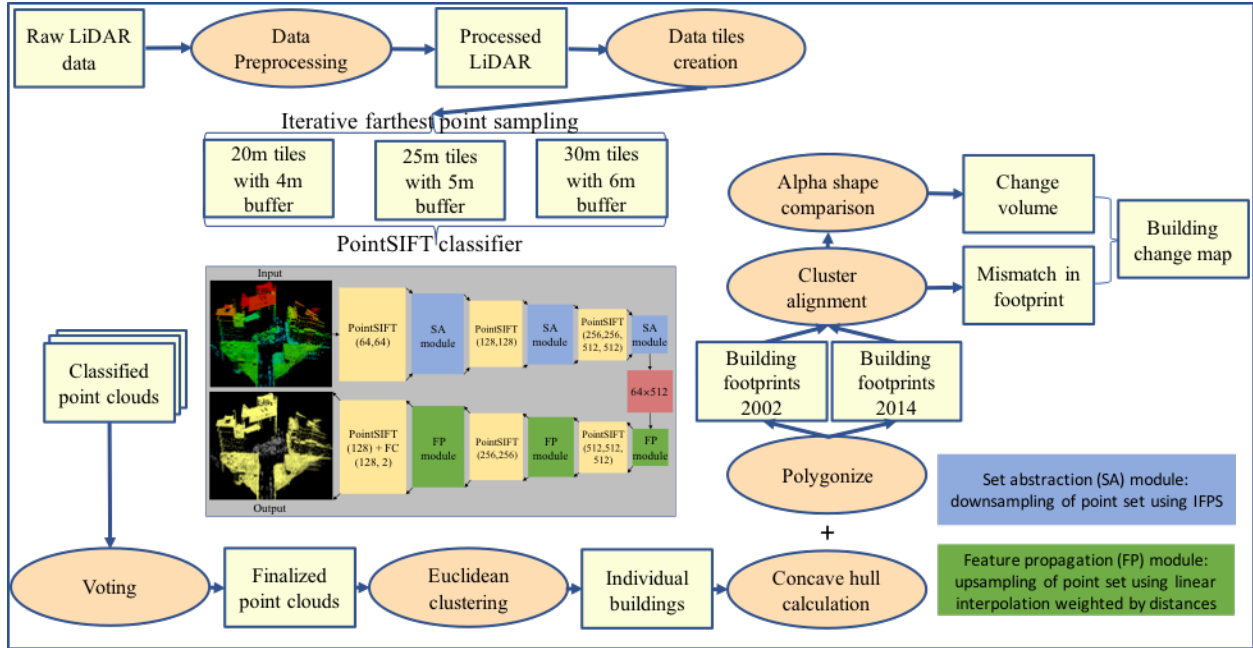 Raw LiDAR
data
Data
Preprocessing
Processed
LiDAR
Data tiles
creation
Iterative farthest point sampling
20m tiles
with 4m
buffer
25m tiles
with 5m
buffer
30m tiles
with 6m
buffer
PointSIFT classifier
Input
PointSIFT
(64,64)
SA
module
PointSIFT
(128,128)
SA
module
PointSIFT
(256,256,
512, 512)
SA
module
64×512
PointSIFT
(128) + FC
(128, 2)
FP
module
PointSIFT
(256,256)
FP
module
PointSIFT
(512,512,
512)
FP
module
Output
Classified
point clouds
Voting
Finalized
point clouds
Euclidean
clustering
Individual
buildings
Concave hull
calculation
+
Polygonize
Building
footprints
2002
Building
footprints
2014
Cluster
alignment
Alpha shape
comparison
Change
volume
Mismatch in
footprint
Building
change map
Set abstraction (SA) module:
downsampling of point set using IFPS
Feature propagation (FP) module:
upsampling of point set using linear
interpolation weighted by distances